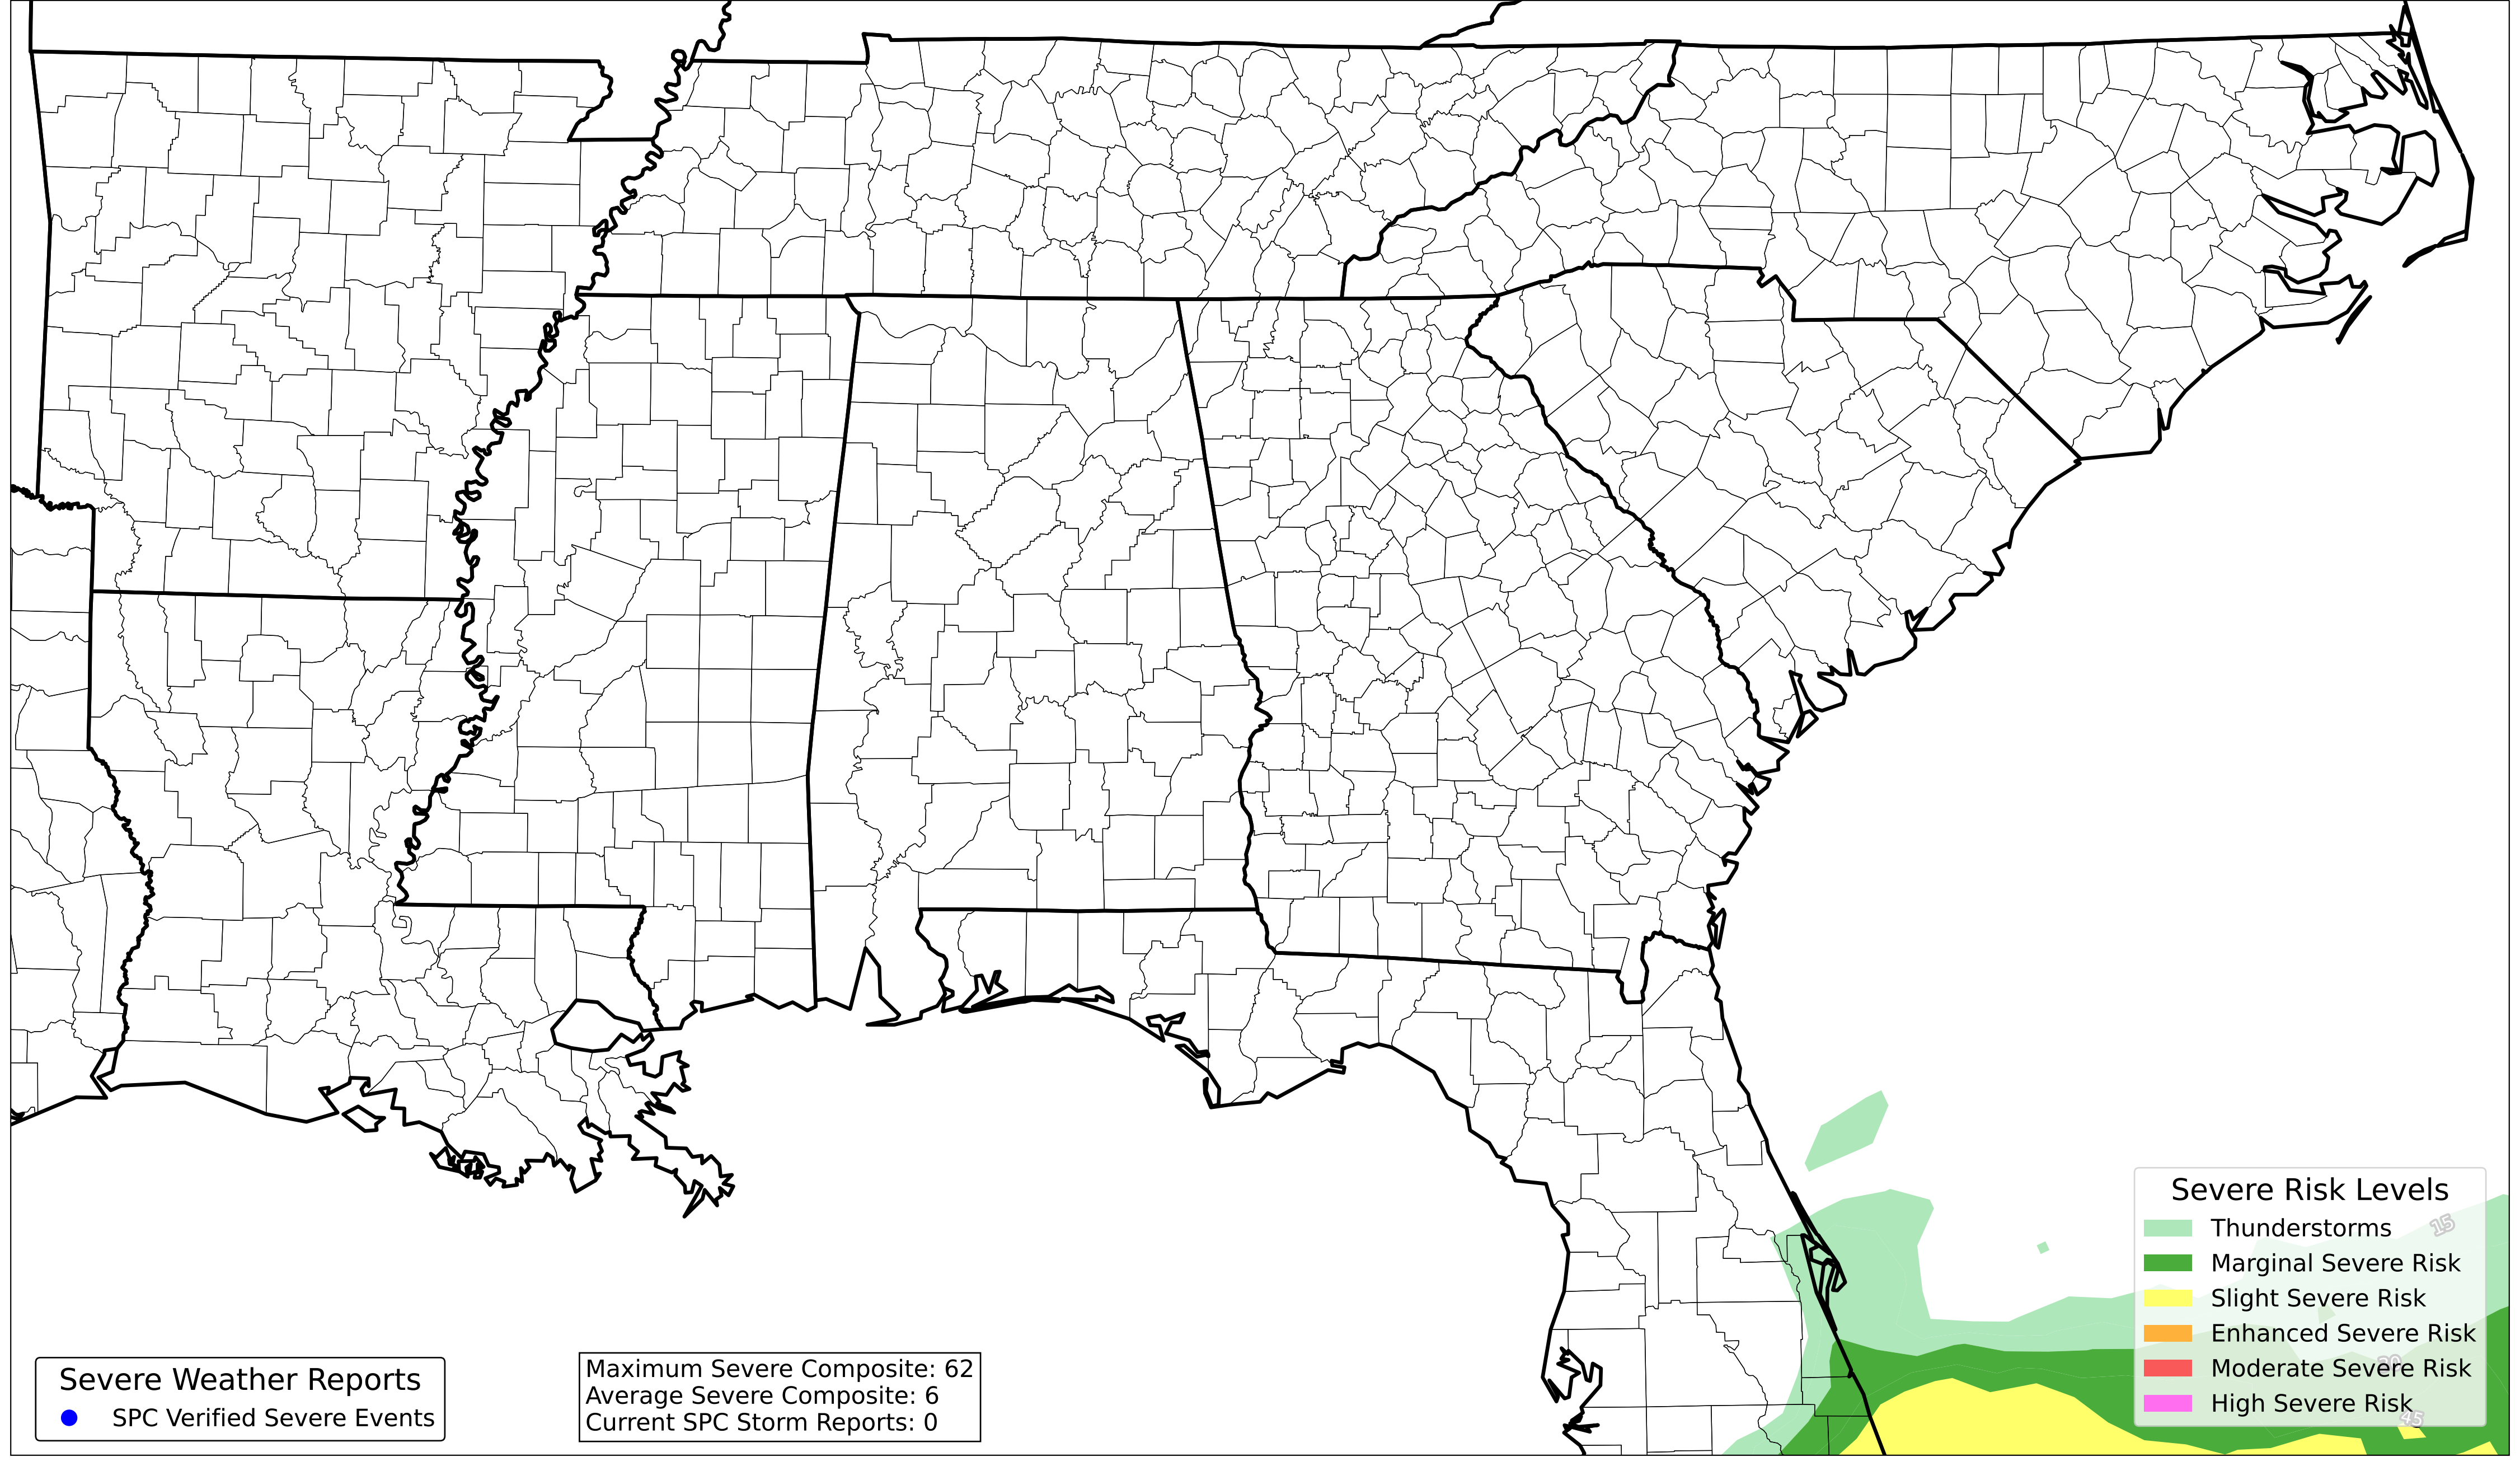 15
Severe Risk Levels
Thunderstorms
Marginal Severe Risk
Slight Severe Risk
Enhanced Severe Risk
Moderate Severe Risk
High Severe Risk
45
Severe Weather Reports
SPC Verified Severe Events
Maximum Severe Composite: 62
Average Severe Composite: 6
Current SPC Storm Reports: 0